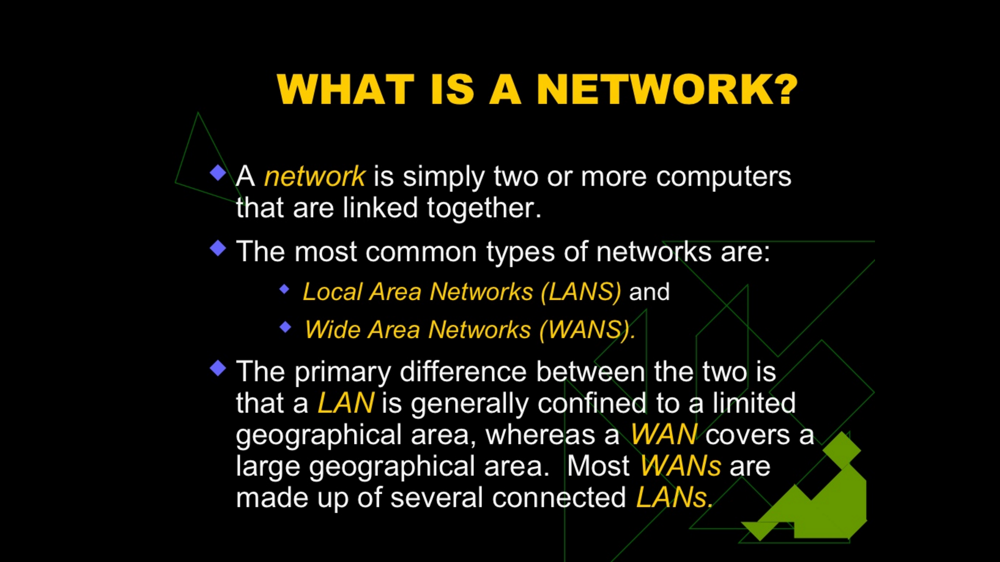 WHAT IS A NETWORK?
A network is simply two or more computers
that are linked together.
The most common types of networks are:
Local Area Networks (LANS) and
Wide Area Networks (WANS).
The primary difference between the two is
that a LAN is generally confined to a limited
geographical area, whereas a WAN covers a
large geographical area.  Most WANs are
made up of several connected LANs.